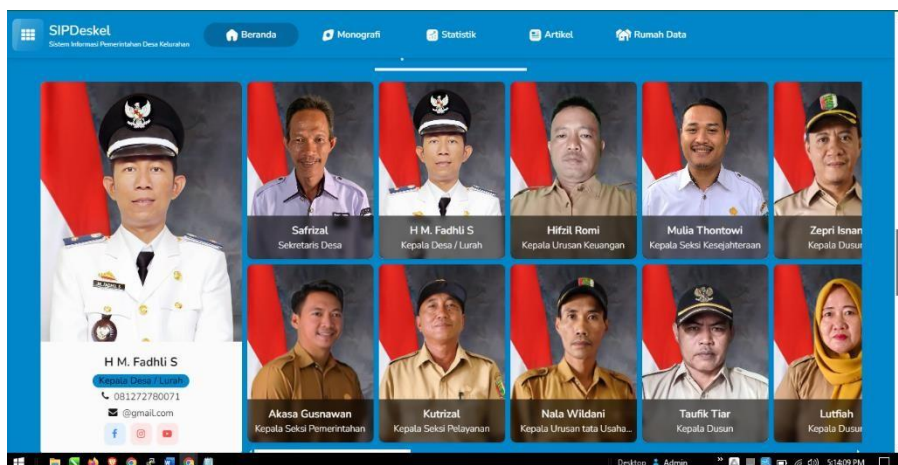 SIPDeskel
Sistem Informasi Pemerintahan Desa Kelurahan
Beranda
Monografi
Statistik
Artikel
Rumah Data
H M. Fadhli S
Kepala Desa / Lurah
081272780071
@gmail.com
Safrizal
Sekretaris Desa
H M. Fadhli S
Kepala Desa / Lurah
Hifzil Romi
Kepala Urusan Keuangan
Mulia Thontowi
Kepala Seksi Kesejahteraan
Zepri Isnan
Kepala Dusun
Akasa Gusnawan
Kepala Seksi Pemerintahan
Kutrizal
Kepala Seksi Pelayanan
Nala Wildani
Kepala Urusan tata Usaha...
Taufik Tiar
Kepala Dusun
Lutfiah
Kepala Dusun
Desktop
Admin
5:14:09 PM